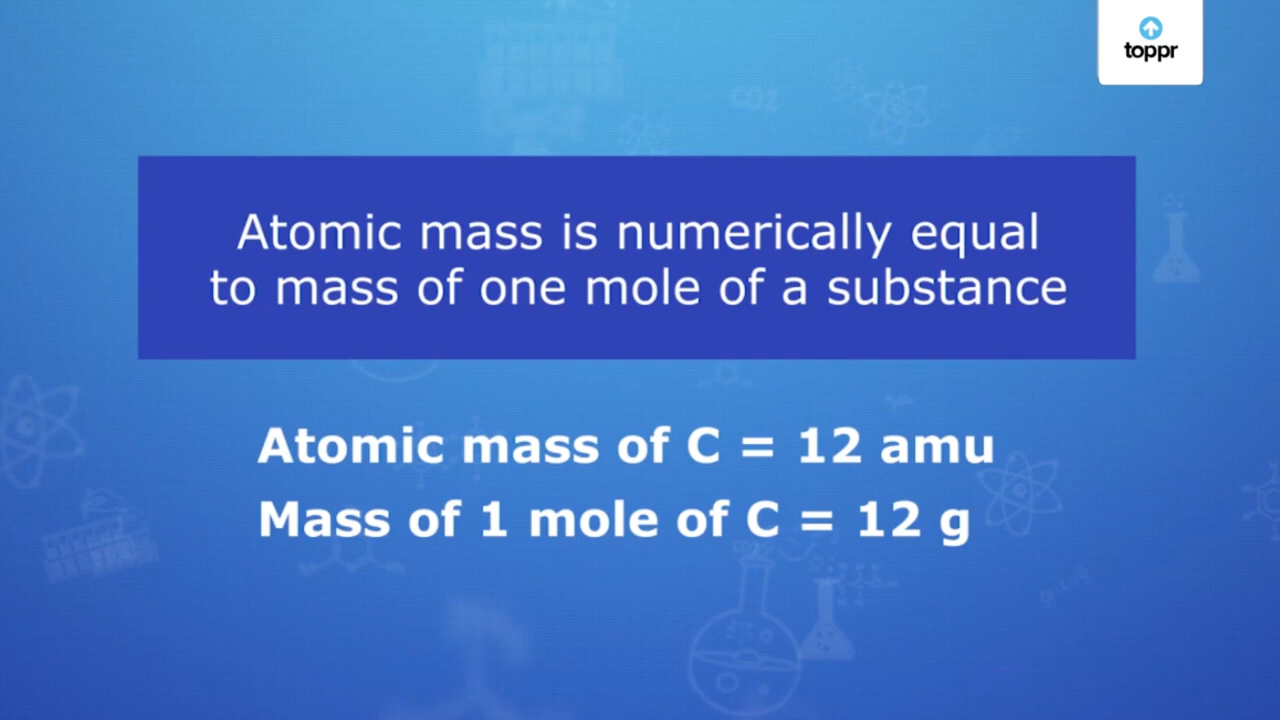 toppr
Atomic mass is numerically equal
to mass of one mole of a substance
Atomic mass of C = 12 amu
Mass of 1 mole of C = 12 g
CO2